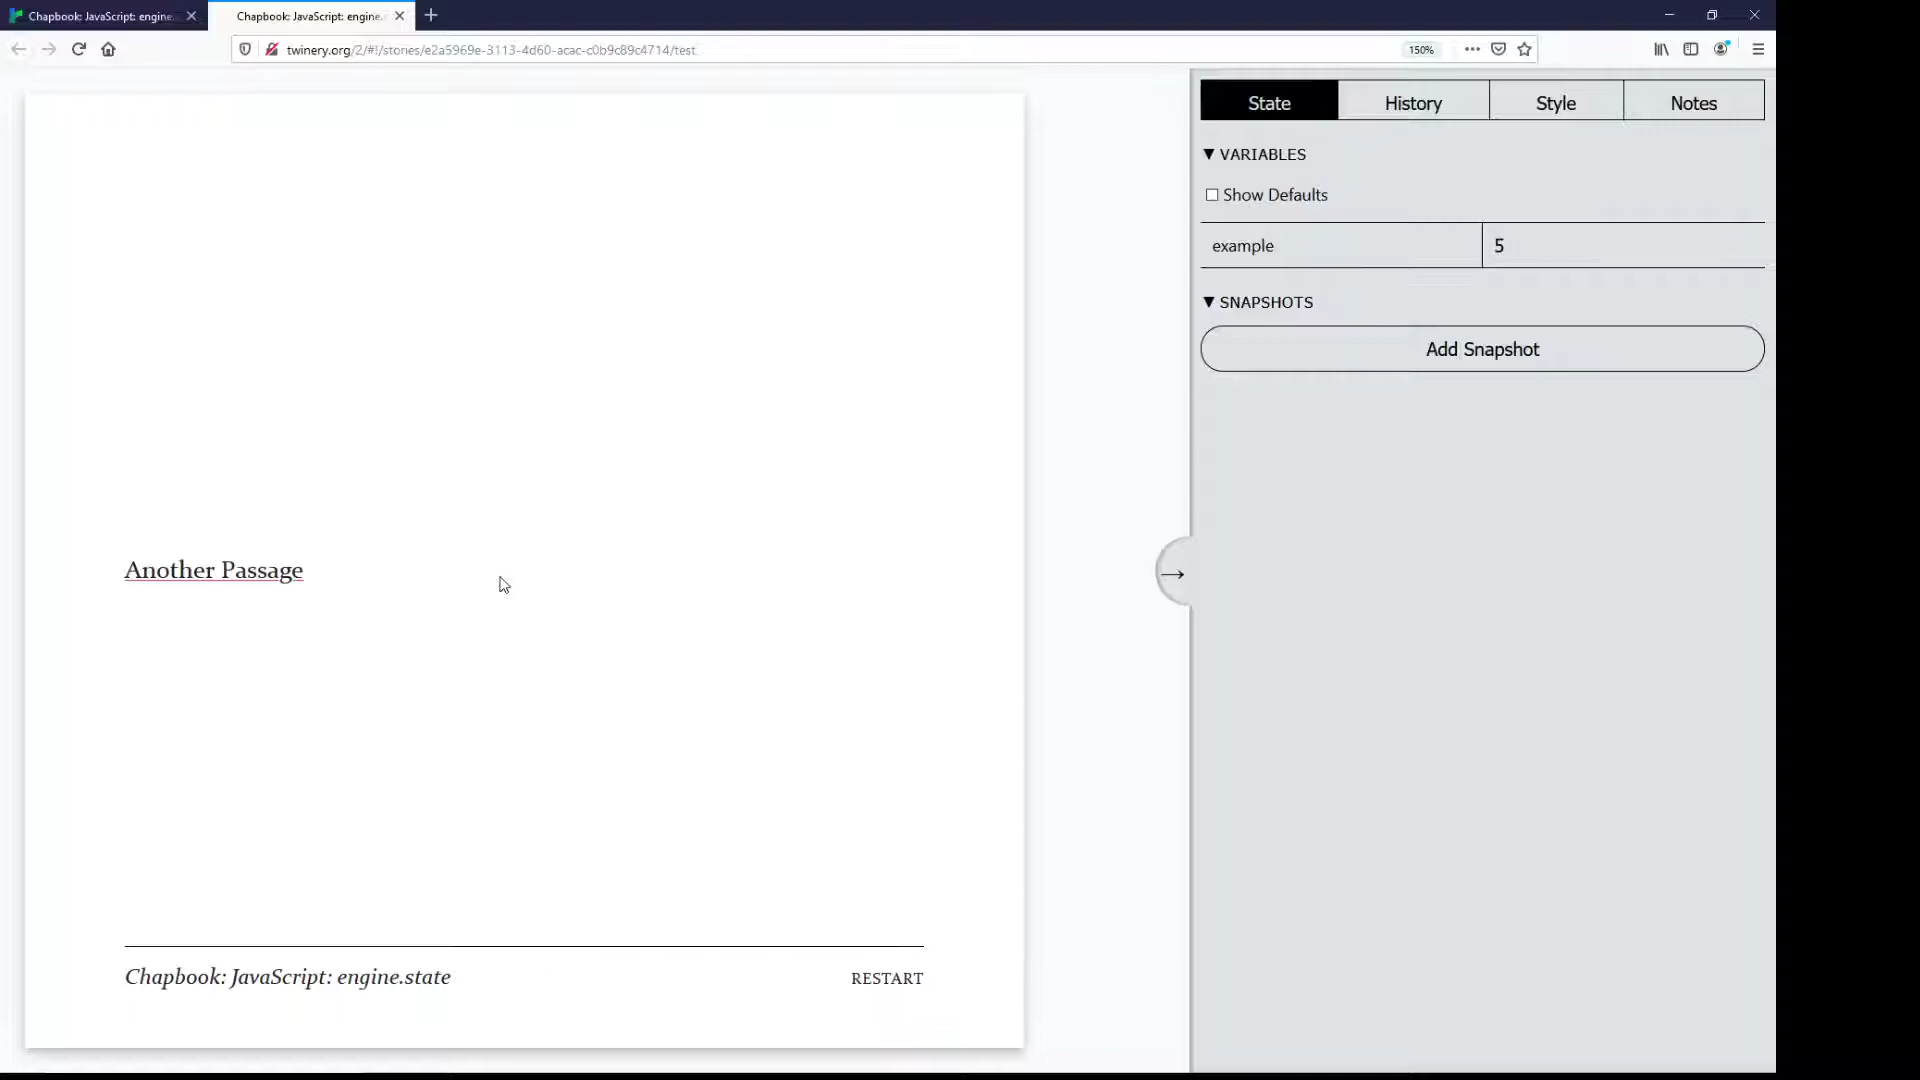 Chapbook: JavaScript: engine.
Chapbook: JavaScript: engine.
twinery.org/2/#!/stories/e2a5969e-3113-4d60-acac-c0b9c89c4714/test
150%
State
History
Style
Notes
▼ VARIABLES
Show Defaults
example
5
▼ SNAPSHOTS
Add Snapshot
Another Passage
→
Chapbook: JavaScript: engine.state
RESTART